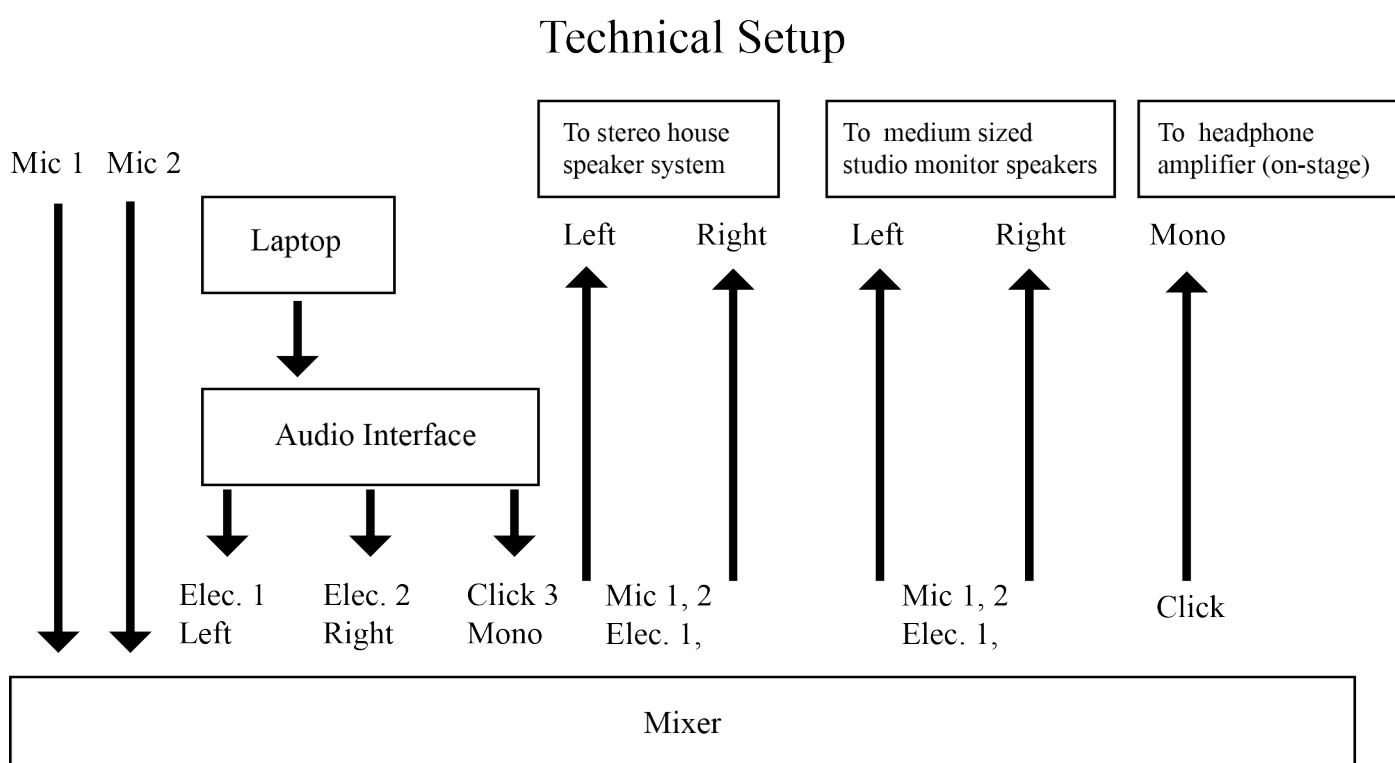 Technical Setup
Mic 1
Mic 2
Laptop
Audio Interface
Elec. 1
Left
Elec. 2
Right
Click 3
Mono
To stereo house
speaker system
Left
Right
Mic 1, 2
Elec. 1,
To medium sized
studio monitor speakers
Left
Right
Mic 1, 2
Elec. 1,
To headphone
amplifier (on-stage)
Mono
Click
Mixer